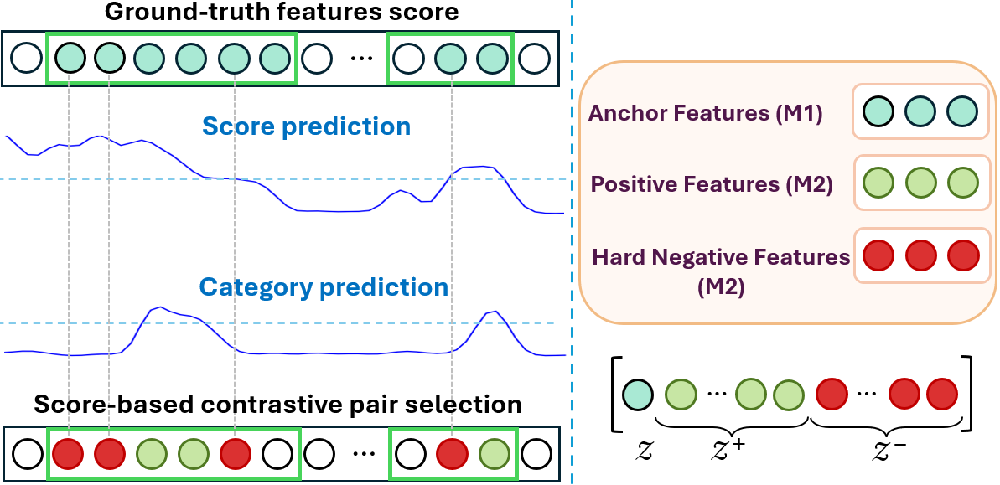 Ground-truth features score
...
Score prediction
Category prediction
Score-based contrastive pair selection
...
Anchor Features (M1)
Positive Features (M2)
Hard Negative Features
(M2)
[ ... ... ]
z z⁺ z⁻